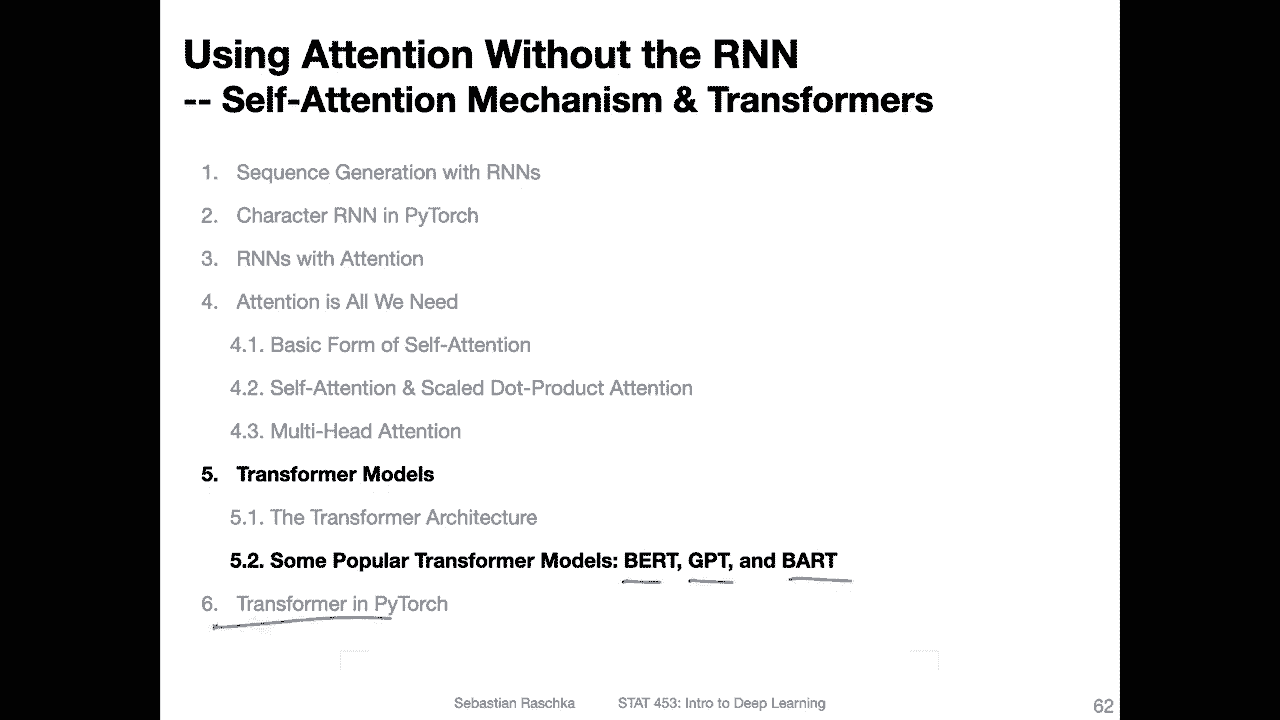 Using Attention Without the RNN
-- Self-Attention Mechanism & Transformers
1. Sequence Generation with RNNs
2. Character RNN in PyTorch
3. RNNs with Attention
4. Attention is All We Need
4.1. Basic Form of Self-Attention
4.2. Self-Attention & Scaled Dot-Product Attention
4.3. Multi-Head Attention
5. Transformer Models
5.1. The Transformer Architecture
5.2. Some Popular Transformer Models: BERT, GPT, and BART
6. Transformer in PyTorch
Sebastian Raschka STAT 453: Intro to Deep Learning 62